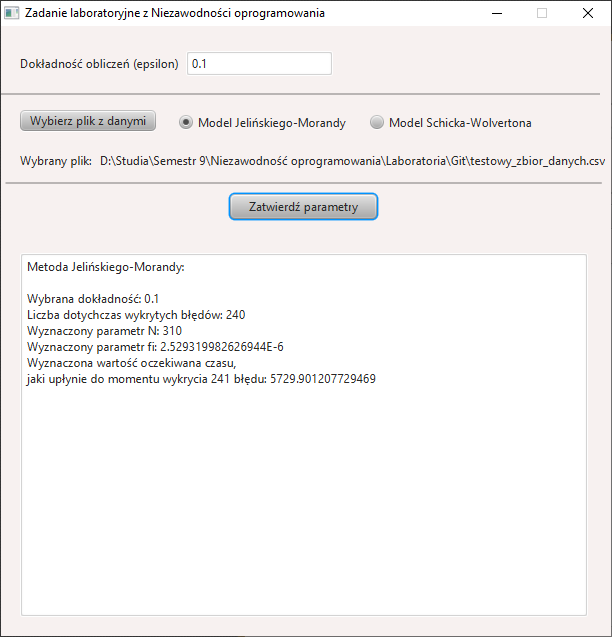 Zadanie laboratoryjne z Niezawodności oprogramowania
Dokładność obliczeń (epsilon) 0.1
Wybierz plik z danymi Model Jelińskiego-Morandy Model Schicka-Wolvertona
Wybrany plik: D:\Studia\Semestr 9\Niezawodność oprogramowania\Laboratoria\Git\testowy_zbior_danych.csv
Zatwierdź parametry
Metoda Jelińskiego-Morandy:
Wybrana dokładność: 0.1
Liczba dotychczas wykrytych błędów: 240
Wyznaczony parametr N: 310
Wyznaczony parametr fi: 2.529319982626944E-6
Wyznaczona wartość oczekiwana czasu,
jaki upłynie do momentu wykrycia 241 błędu: 5729.901207729469